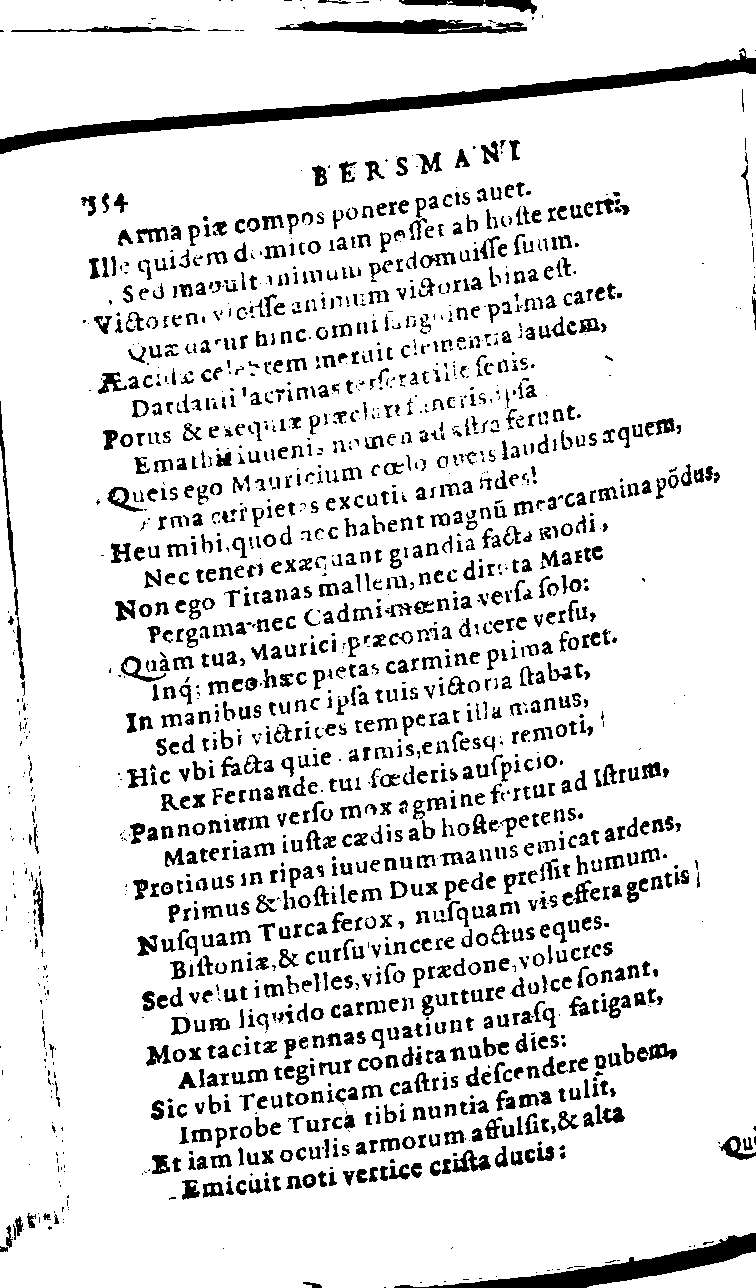 354 BERSMANI
Arma piæ compos ponere pacis auet.
Ille quidem domito iam posset ab hoste reuerti,
Sed mauult animum perdomuisse suum.
Victorem vicisse animum victoria bina est.
Quæ datur hinc omni sanguine palma caret.
Æacidæ celebrem meruit clementia laudem,
Dardanii lacrimas terserat ille senis.
Porus & exequiæ præclari funeris, ipsa
Emathii iuuenis nomen ad astra ferunt.
Queis ego Mauricium cœlo queis laudibus æquem,
Arma cui pietas excutit arma fides!
Heu mihi, quod nec habent magnũ mea carmina põdus,
Nec teneri exæquant grandia facta modi,
Non ego Titanas mallem, nec diruta Marte
Pergama nec Cadmi mœnia versa solo:
Quàm tua, Maurici, præconia dicere versu,
Inq́; meo hæc pietas carmine prima foret.
In manibus tunc ipsa tuis victoria stabat,
Sed tibi victrices temperat illa manus,
Hîc vbi facta quies armis, ensesq; remoti,
Rex Fernande tui fœderis auspicio.
Pannonium verso mox agmine fertur ad Istrum,
Materiam iustæ cædis ab hoste petens.
Protinus in ripas iuuenum manus emicat ardens,
Primus & hostilem Dux pede pressit humum.
Nusquam Turca ferox, nusquam vis effera gentis
Bistoniæ, & cursu vincere doctus eques.
Sed velut imbelles, viso prædone, volucres
Dum liquido carmen gutture dulce sonant,
Mox tacitæ pennas quatiunt aurasq; fatigant,
Alarum tegitur condita nube dies:
Sic vbi Teutonicam castris descendere pubem,
Improbe Turca tibi nuntia fama tulit,
Et iam lux oculis armorum affulsit, & alta
Emicuit noti vertice crista ducis: